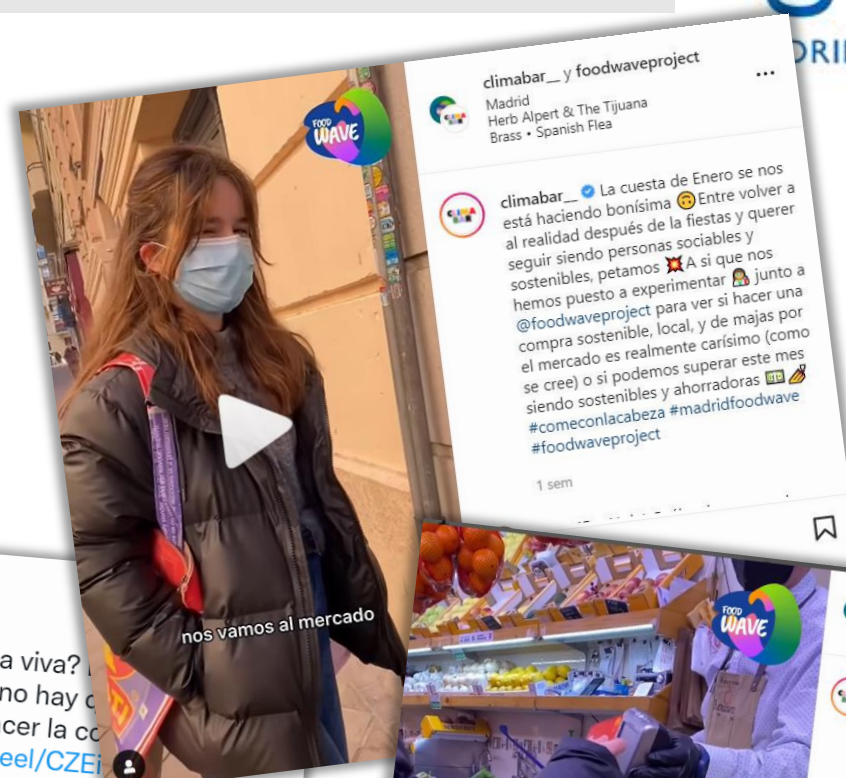 DRI
climabar__ y foodwaveproject
Madrid
Herb Alpert & The Tijuana
Brass • Spanish Flea
FOOD
WAVE
climabar__ La cuesta de Enero se nos
está haciendo bonísima 🙃Entre volver a
al realidad después de la fiestas y querer
seguir siendo personas sociables y
sostenibles, petamos 💥A si que nos
hemos puesto a experimentar 👩‍🔬 junto a
@foodwaveproject para ver si hacer una
compra sostenible, local, y de majas por
el mercado es realmente carísimo (como
se cree) o si podemos superar este mes
siendo sostenibles y ahorradoras 💵💅
#comeconlacabeza #madridfoodwave
#foodwaveproject
1 sem
nos vamos al mercado
FOOD
WAVE
a viva?
no hay
cer la co
eel/CZEi